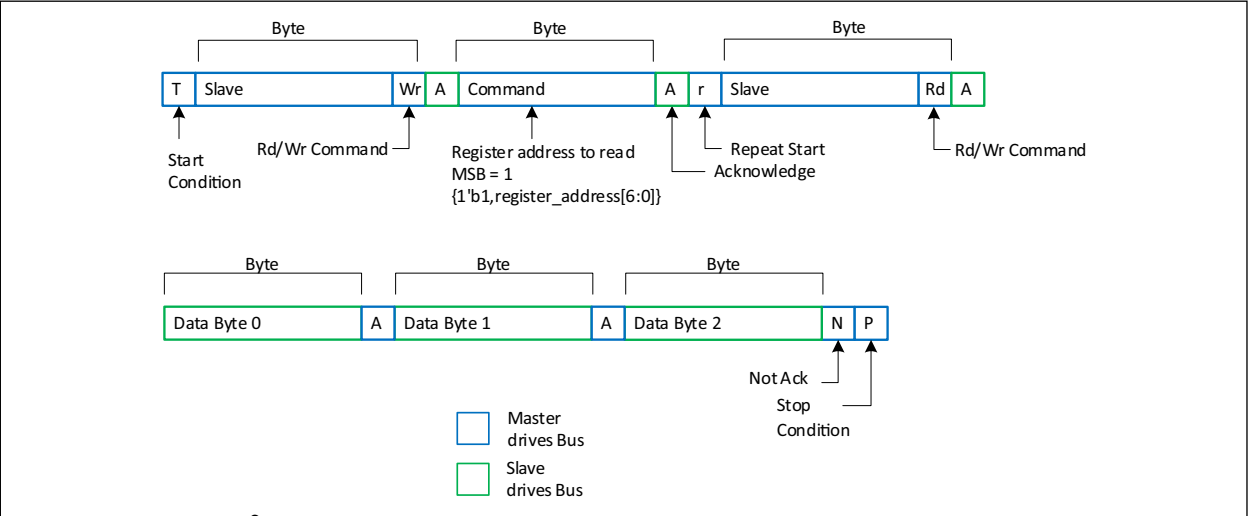 Byte Byte Byte
T Slave Wr A Command A r Slave Rd A
Start
Condition
Rd/Wr Command
Register address to read
MSB = 1
{1'b1,register_address[6:0]}
Repeat Start
Acknowledge
Rd/Wr Command
Byte Byte Byte
Data Byte 0 A Data Byte 1 A Data Byte 2 N P
Not Ack
Stop
Condition
Master
drives Bus
Slave
drives Bus